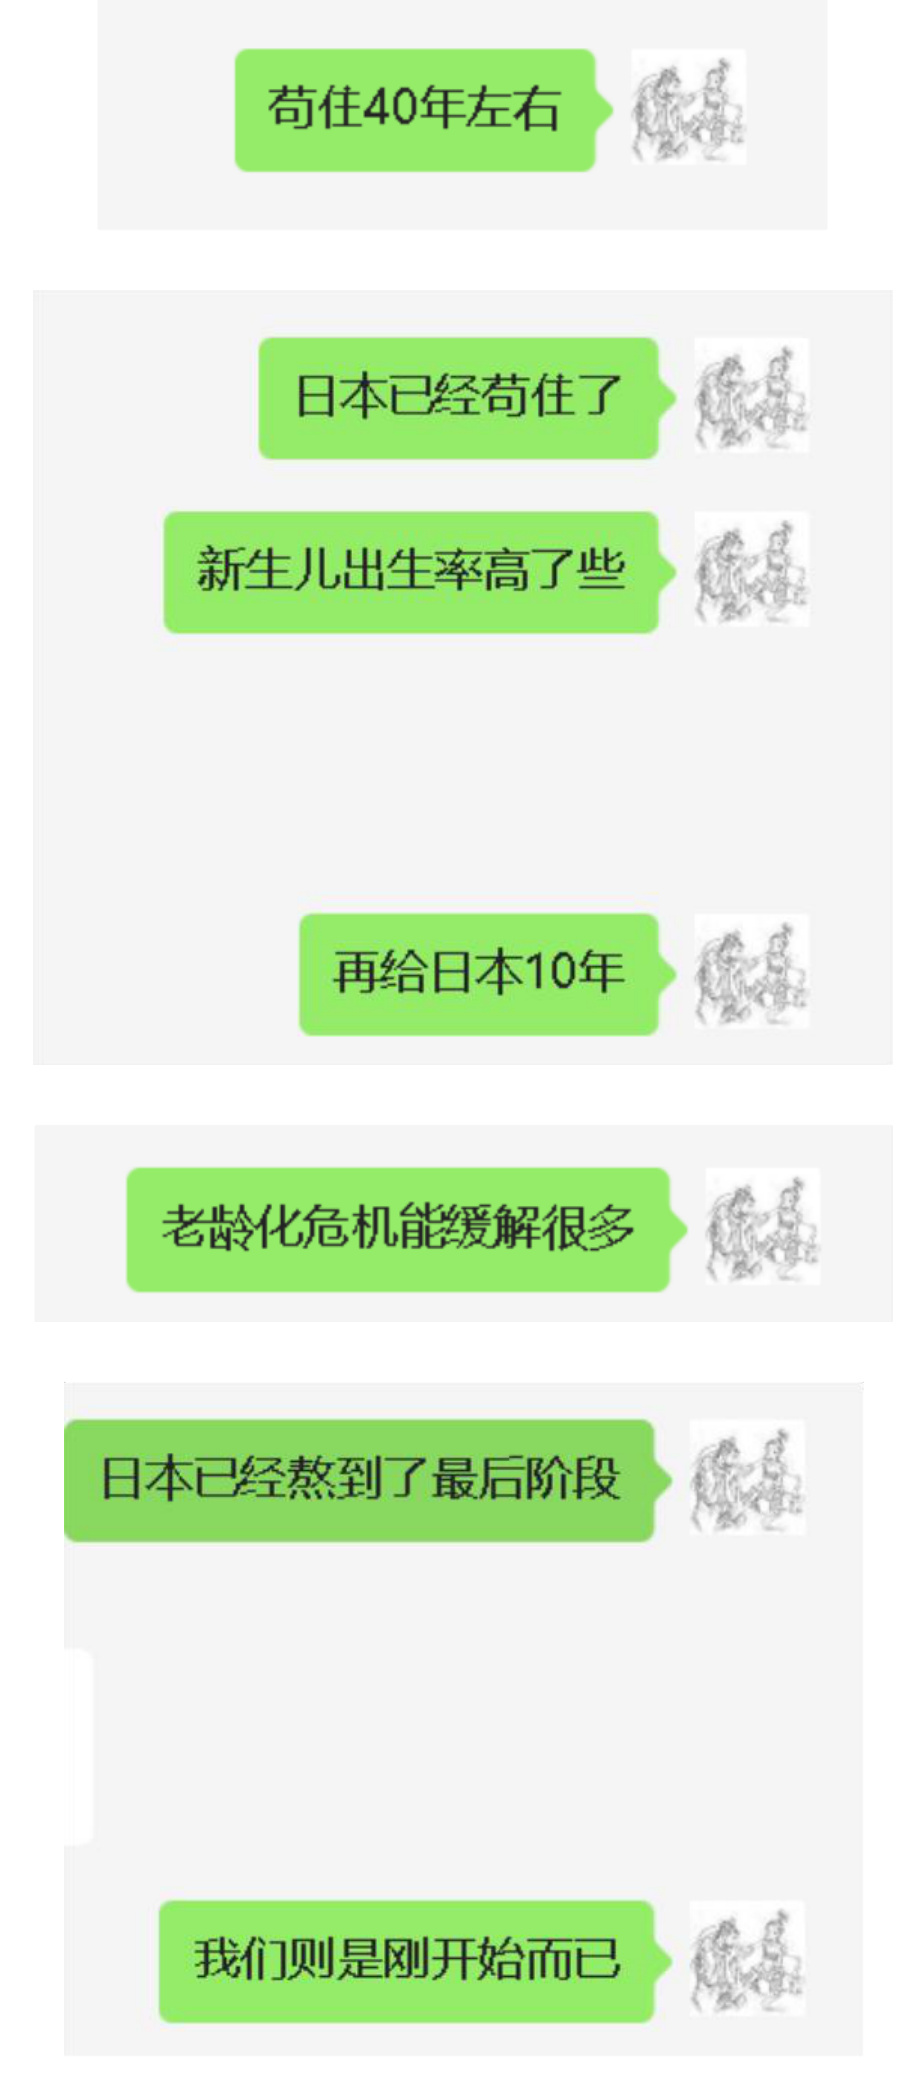 苟住40年左右
日本已经苟住了
新生儿出生率高了些
再给日本10年
老龄化危机能缓解很多
日本已经熬到了最后阶段
我们则是刚开始而已